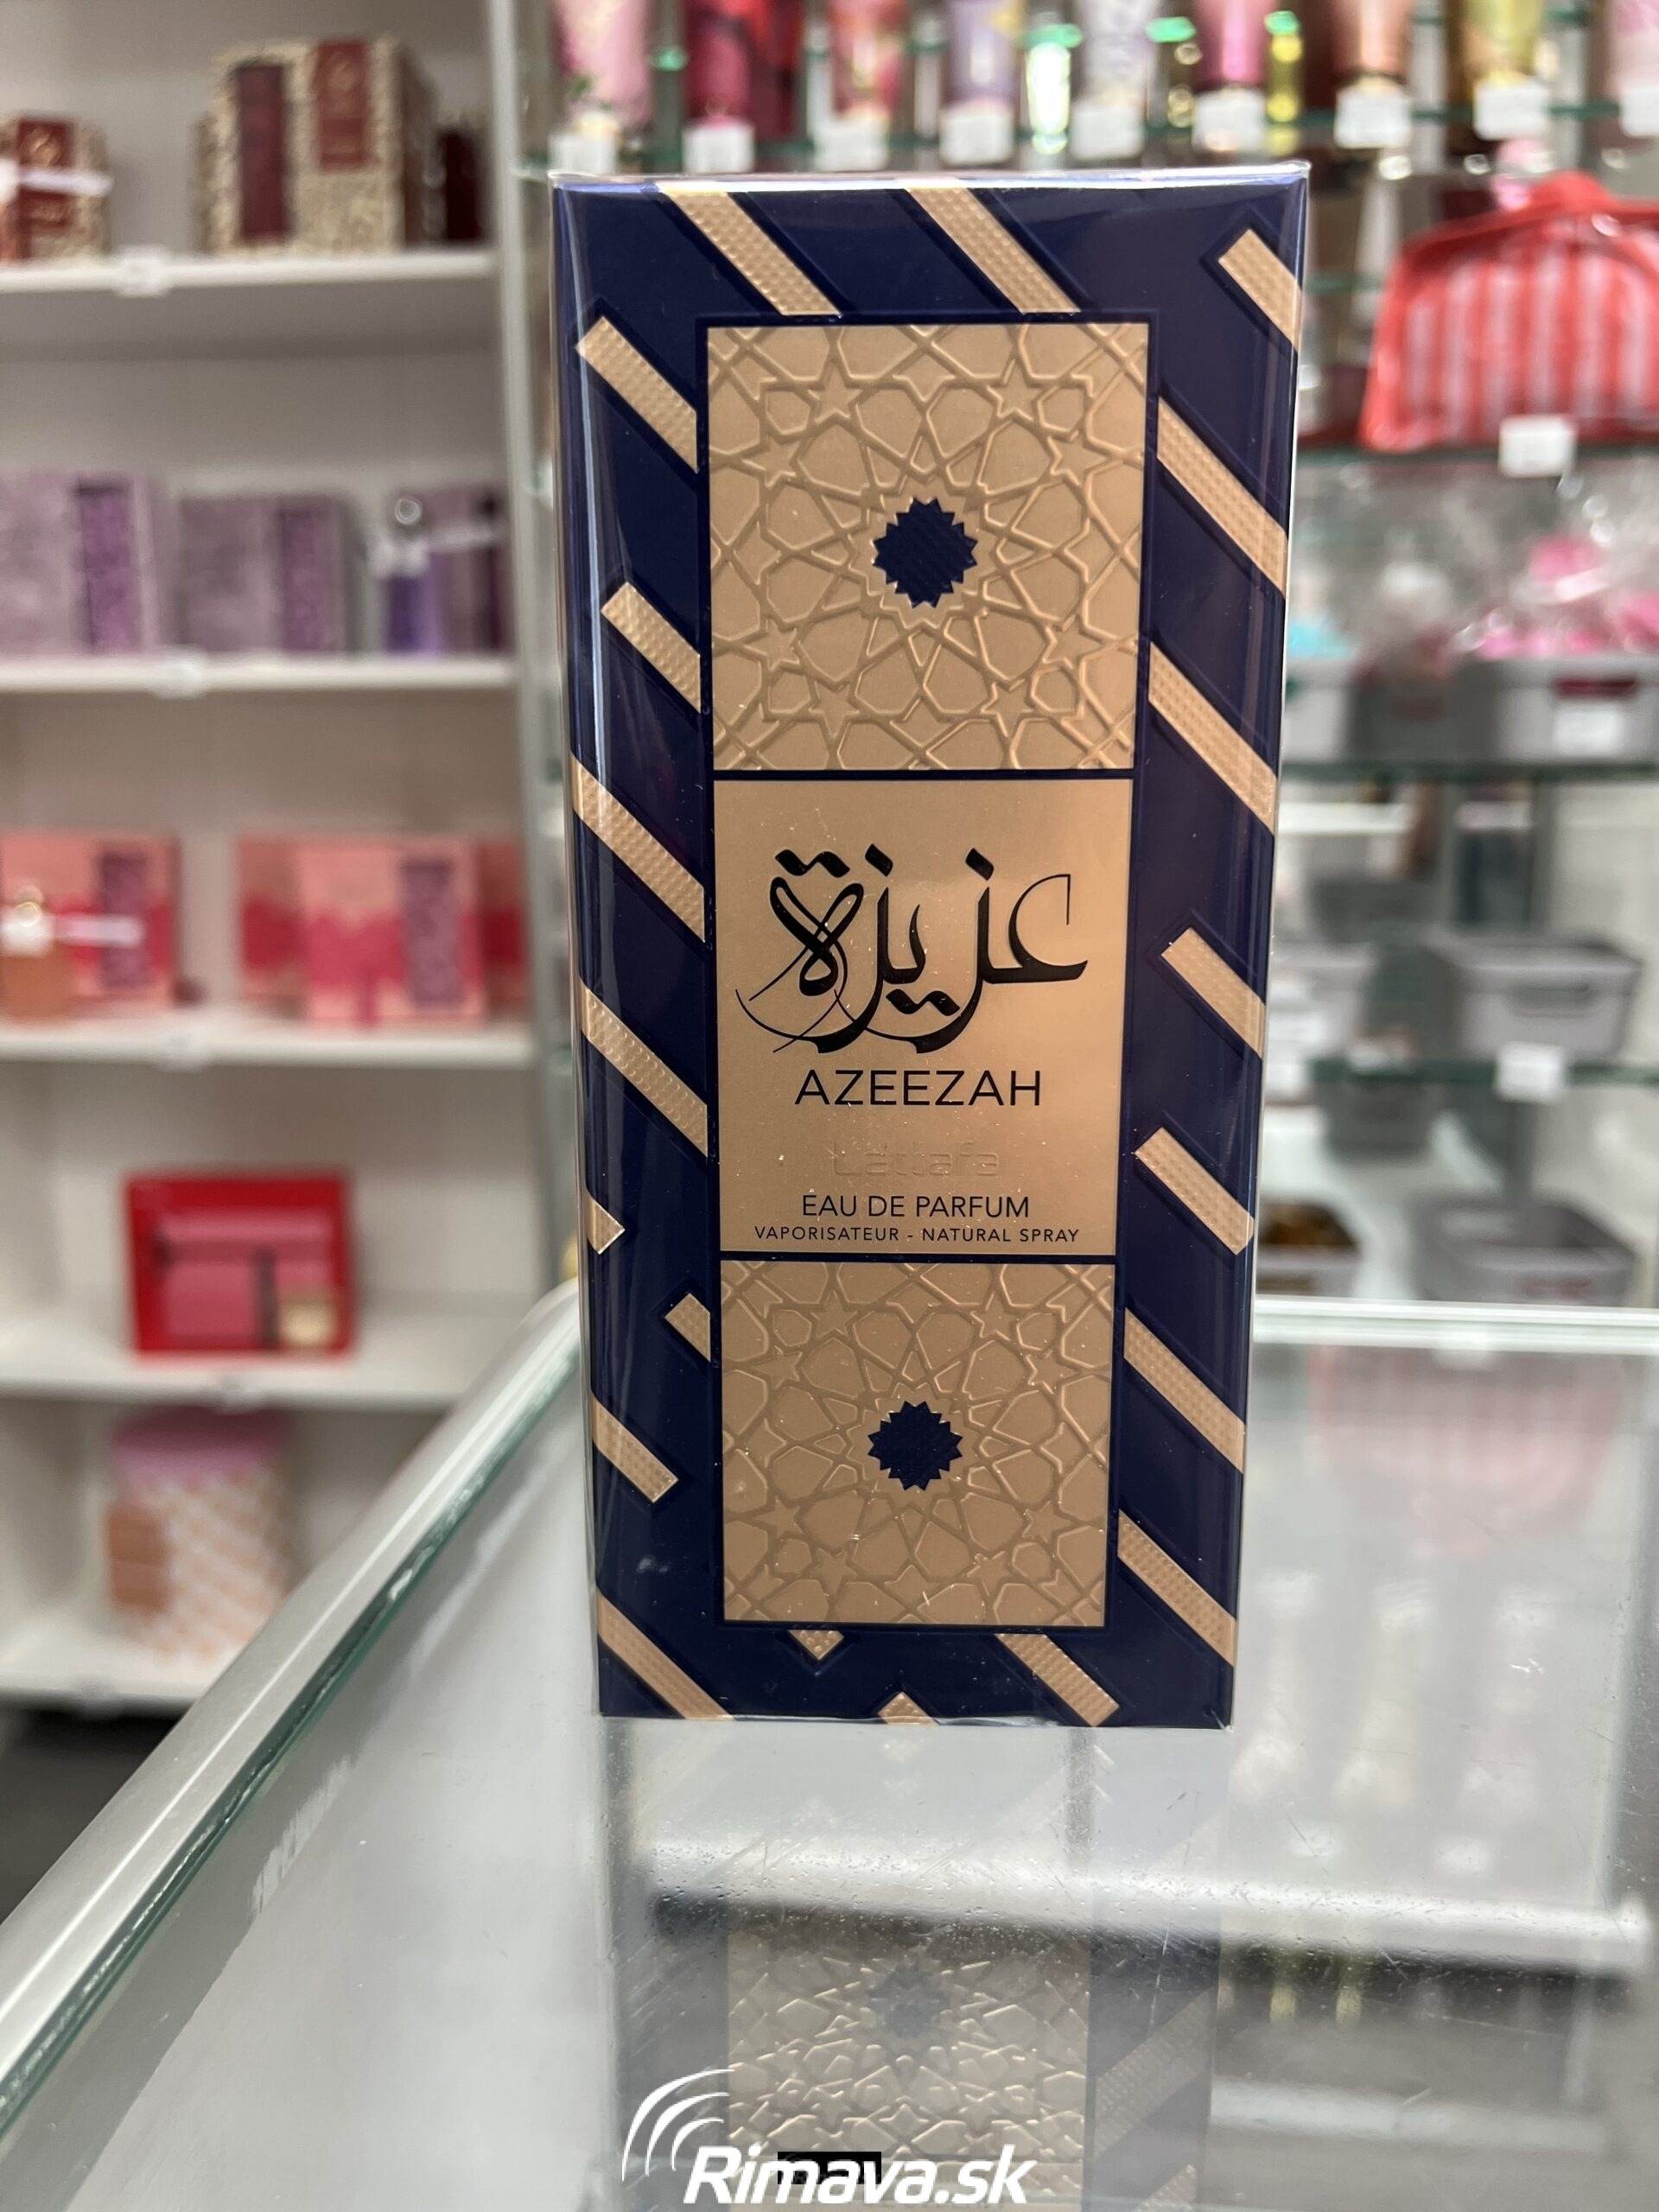 عزيزة
AZEEZAH
Lattafa
EAU DE PARFUM
VAPORISATEUR - NATURAL SPRAY
Rimava.sk